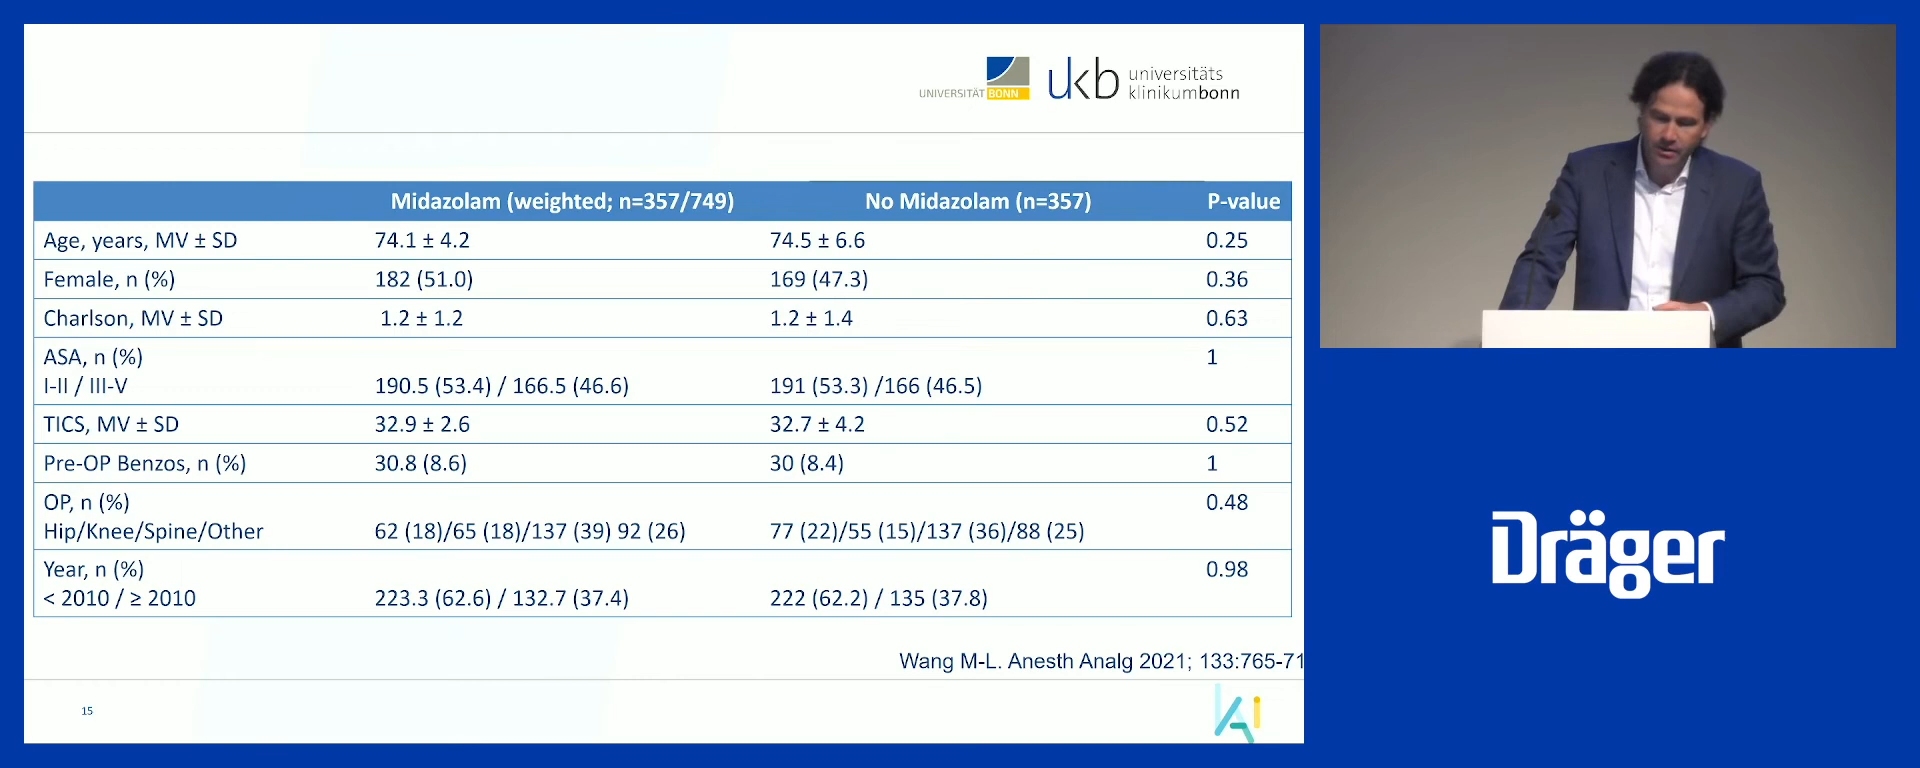 UNIVERSITÄT BONN
ukb universitäts
klinikumbonn
Midazolam (weighted; n=357/749) No Midazolam (n=357) P-value
Age, years, MV ± SD 74.1 ± 4.2 74.5 ± 6.6 0.25
Female, n (%) 182 (51.0) 169 (47.3) 0.36
Charlson, MV ± SD 1.2 ± 1.2 1.2 ± 1.4 0.63
ASA, n (%) 1
I-II / III-V 190.5 (53.4) / 166.5 (46.6) 191 (53.3) /166 (46.5)
TICS, MV ± SD 32.9 ± 2.6 32.7 ± 4.2 0.52
Pre-OP Benzos, n (%) 30.8 (8.6) 30 (8.4) 1
OP, n (%) 0.48
Hip/Knee/Spine/Other 62 (18)/65 (18)/137 (39) 92 (26) 77 (22)/55 (15)/137 (36)/88 (25)
Year, n (%) 0.98
< 2010 / ≥ 2010 223.3 (62.6) / 132.7 (37.4) 222 (62.2) / 135 (37.8)
Wang M-L. Anesth Analg 2021; 133:765-71
15
KAi
Dräger